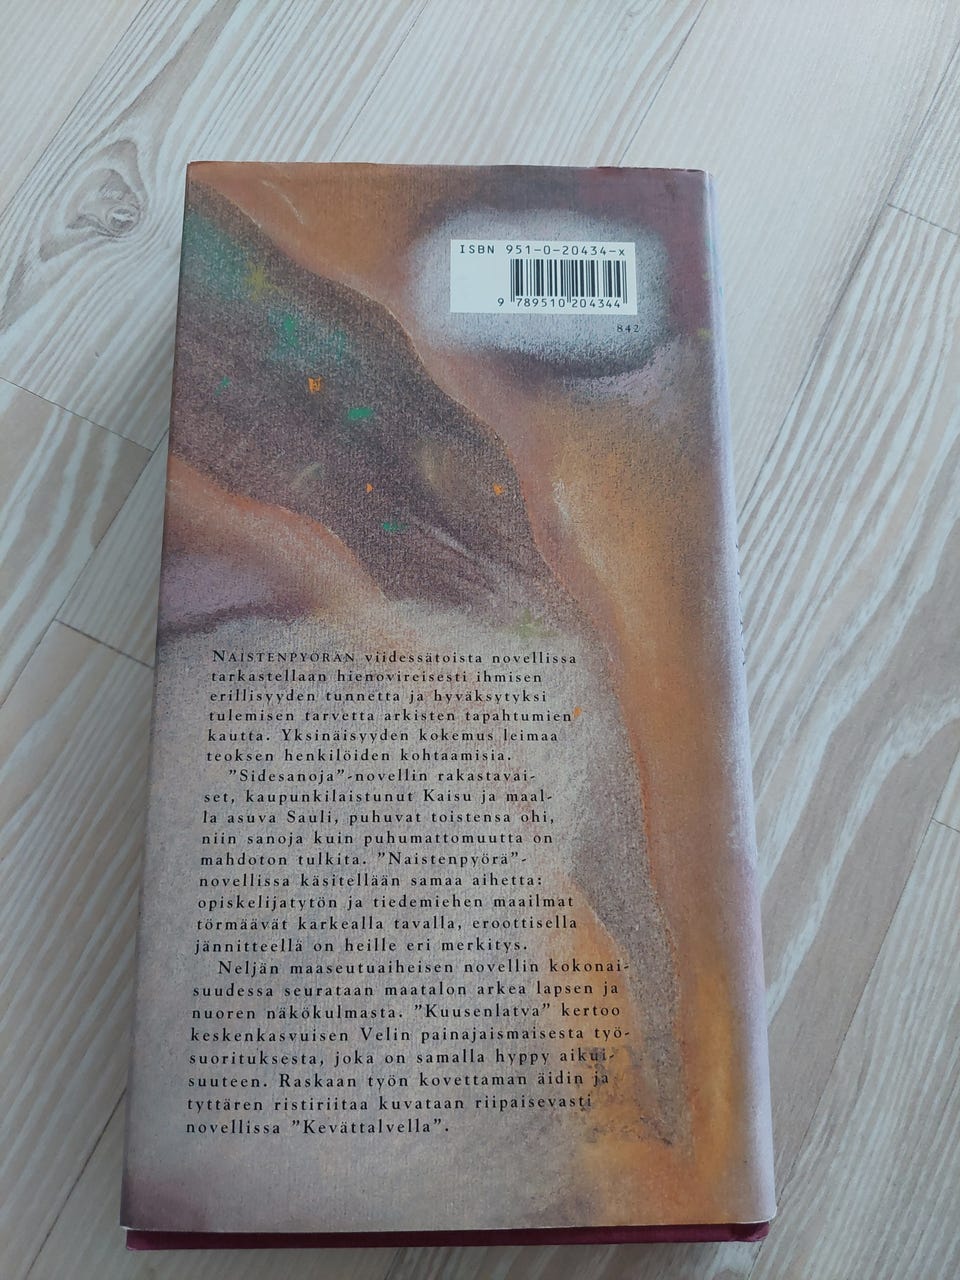 ISBN 951-0-20434-x
9 789510 204344
842
NAISTENPYÖRÄN viidessätoista novellissa
tarkastellaan hienovireisesti ihmisen
erillisyyden tunnetta ja hyväksytyksi
tulemisen tarvetta arkisten tapahtumien
kautta. Yksinäisyyden kokemus leimaa
teoksen henkilöiden kohtaamisia.
”Sidesanoja”-novellin rakastavai-
set, kaupunkilaistunut Kaisu ja maal-
la asuva Sauli, puhuvat toistensa ohi,
niin sanoja kuin puhumattomuutta on
mahdoton tulkita. ”Naistenpyörä”-
novellissa käsitellään samaa aihetta:
opiskelijatytön ja tiedemiehen maailmat
törmäävät karkealla tavalla, eroottisella
jännitteellä on heille eri merkitys.
Neljän maaseutuaiheisen novellin kokonai-
suudessa seurataan maatalon arkea lapsen ja
nuoren näkökulmasta. ”Kuusenlatva” kertoo
keskenkasvuisen Velin painajaismaisesta työ-
suorituksesta, joka on samalla hyppy aikui-
suuteen. Raskaan työn kovettaman äidin ja
tyttären ristiriitaa kuvataan riipaisevasti
novellissa ”Kevättalvella”.